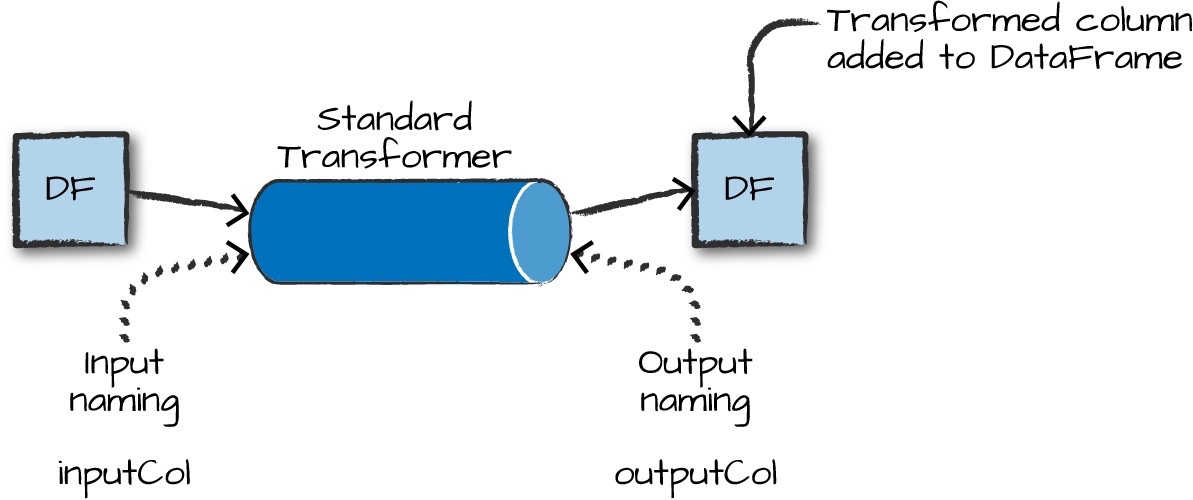 Transformed column
added to DataFrame
Standard
Transformer
DF
DF
Input
naming
Output
naming
inputCol
outputCol